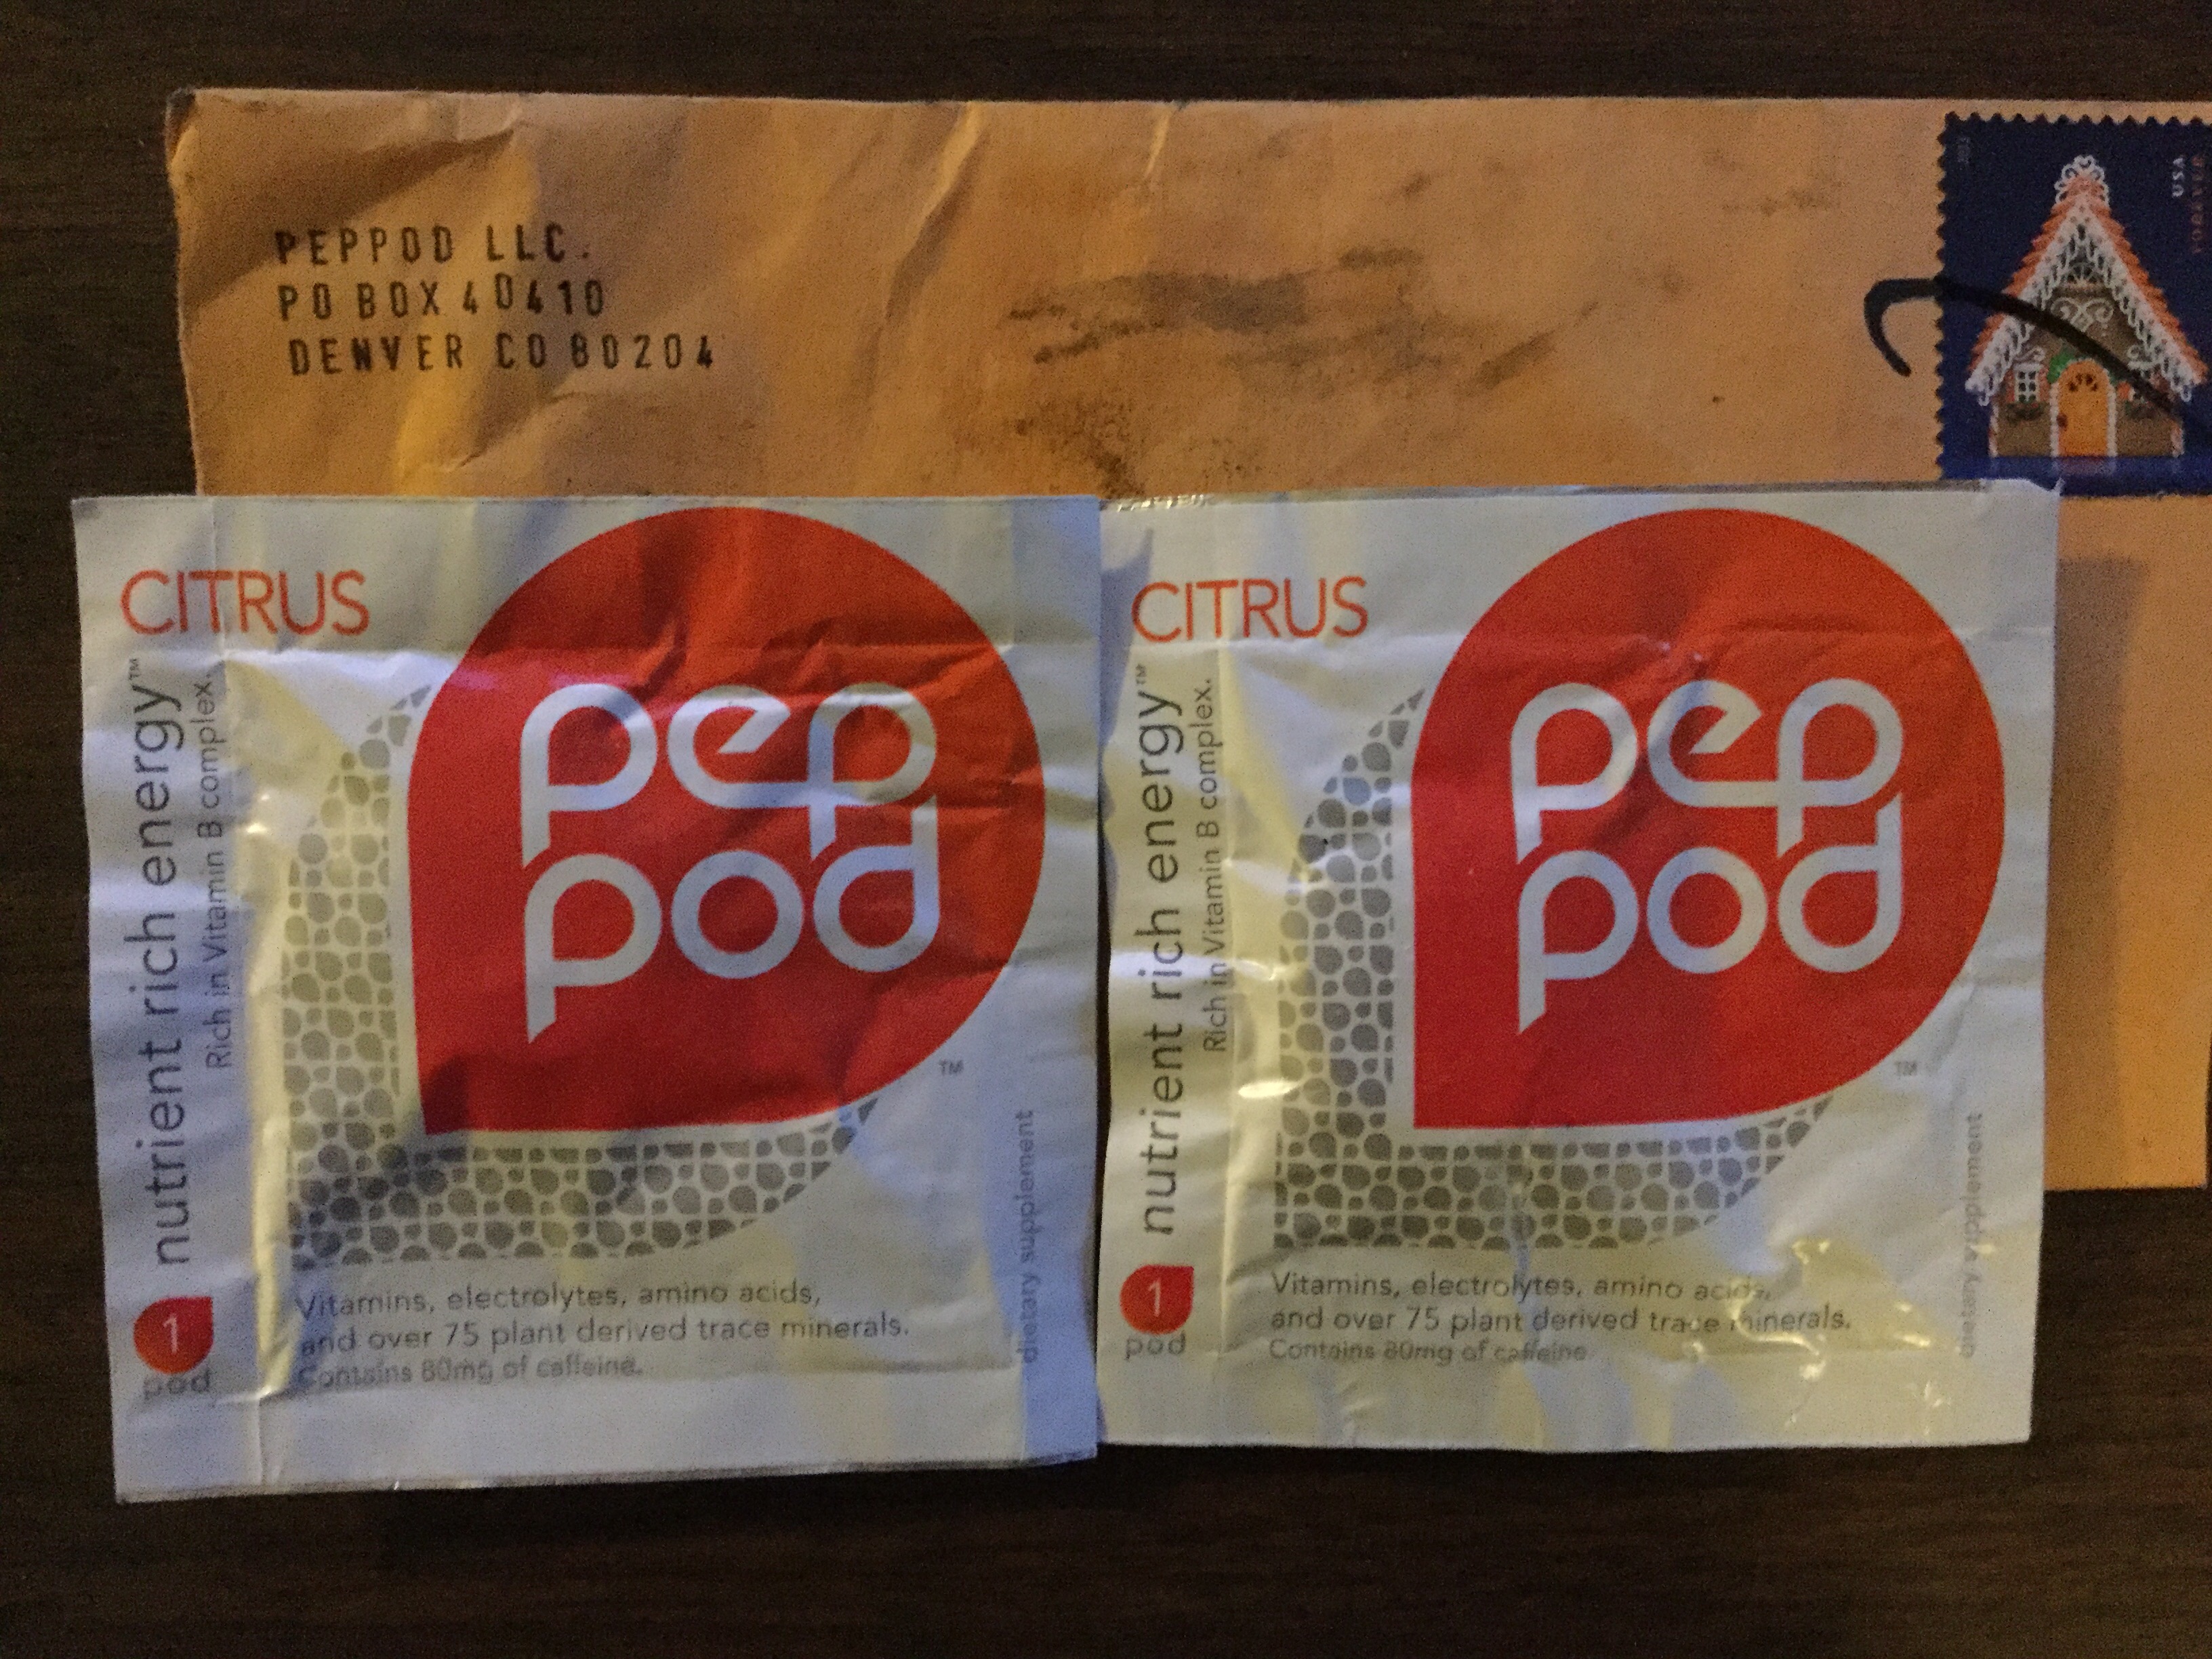 PEPPOD LLC.
PO BOX 40410
DENVER CO 80204
2013
USA
FOREVER
CITRUS
nutrient rich energy™
Rich in Vitamin B complex.
pep
pod
TM
1
pod
Vitamins, electrolytes, amino acids,
and over 75 plant derived trace minerals.
Contains 80mg of caffeine.
dietary supplement
CITRUS
nutrient rich energy™
Rich in Vitamin B complex.
pep
pod
TM
1
pod
Vitamins, electrolytes, amino acids,
and over 75 plant derived trace minerals.
Contains 80mg of caffeine.
dietary supplement